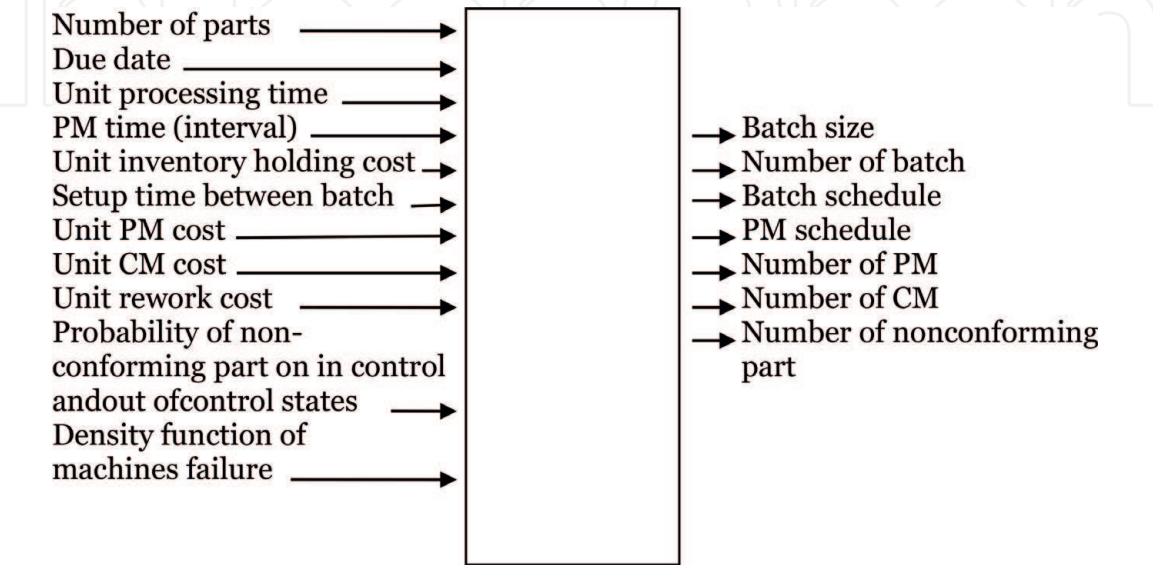 Number of parts
Due date
Unit processing time
PM time (interval)
Unit inventory holding cost
Setup time between batch
Unit PM cost
Unit CM cost
Unit rework cost
Probability of non-
conforming part on in control
andout ofcontrol states
Density function of
machines failure
Batch size
Number of batch
Batch schedule
PM schedule
Number of PM
Number of CM
Number of nonconforming
part